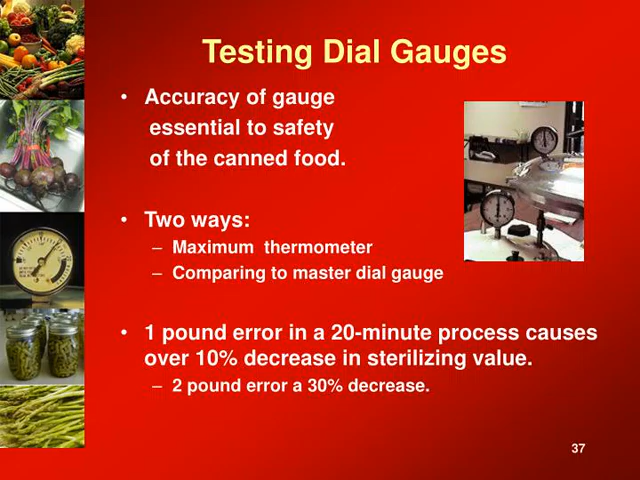 Testing Dial Gauges
• Accuracy of gauge
essential to safety
of the canned food.
• Two ways:
– Maximum thermometer
– Comparing to master dial gauge
• 1 pound error in a 20-minute process causes
over 10% decrease in sterilizing value.
– 2 pound error a 30% decrease.
37